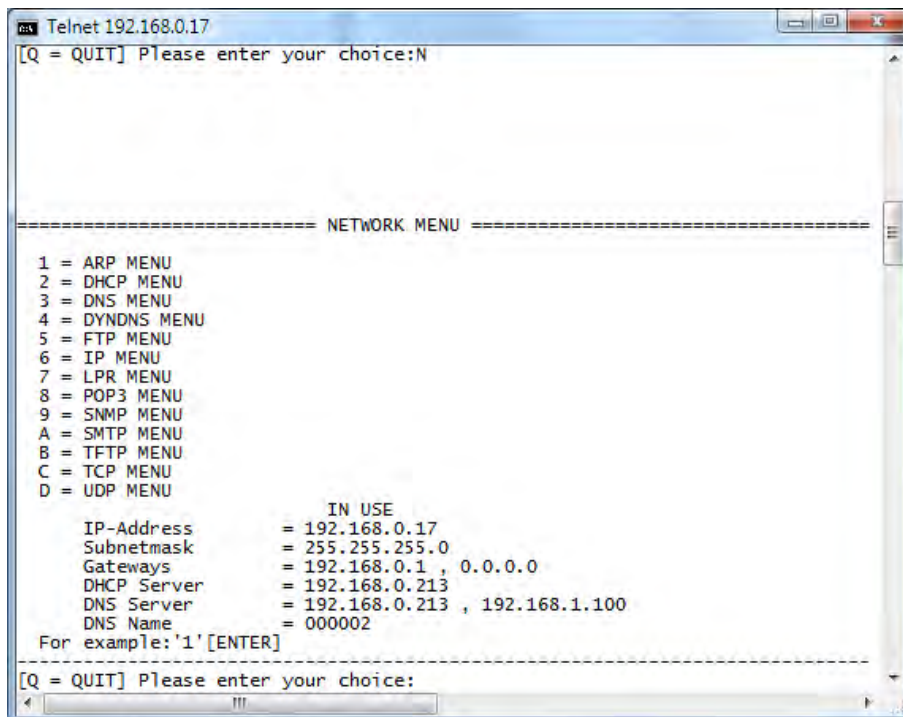 Telnet 192.168.0.17
[Q = QUIT] Please enter your choice:N
============================ NETWORK MENU ====================================
1 = ARP MENU
2 = DHCP MENU
3 = DNS MENU
4 = DYNDNS MENU
5 = FTP MENU
6 = IP MENU
7 = LPR MENU
8 = POP3 MENU
9 = SNMP MENU
A = SMTP MENU
B = TFTP MENU
C = TCP MENU
D = UDP MENU
IN USE
IP-Address = 192.168.0.17
Subnetmask = 255.255.255.0
Gateways = 192.168.0.1 , 0.0.0.0
DHCP Server = 192.168.0.213
DNS Server = 192.168.0.213 , 192.168.1.100
DNS Name = 000002
For example:'1'[ENTER]
-----------------------------------------------------------------------------
[Q = QUIT] Please enter your choice: